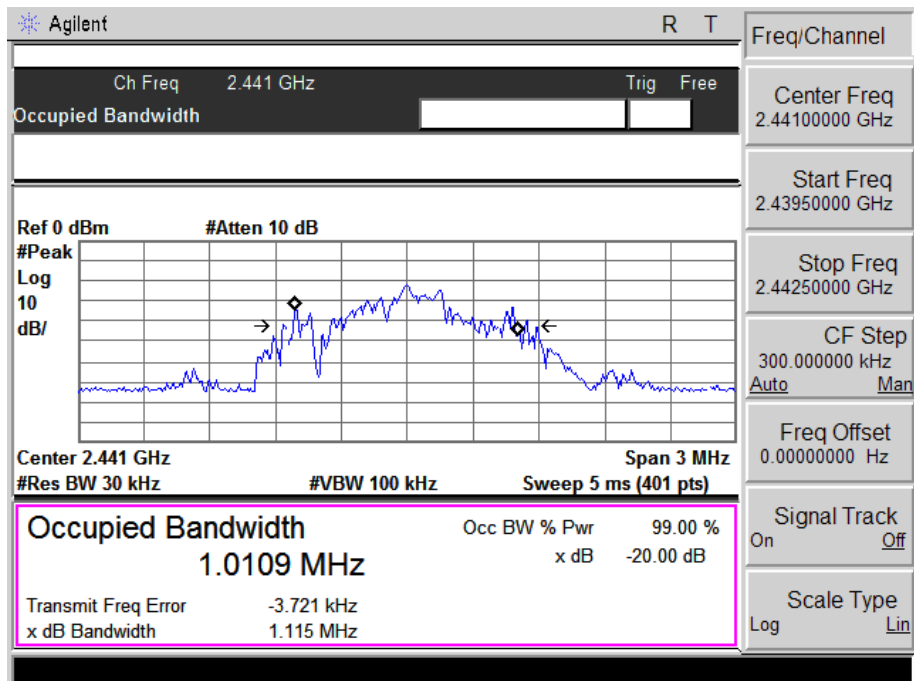 Agilent R T
Ch Freq 2.441 GHz Trig Free
Occupied Bandwidth
Ref 0 dBm #Atten 10 dB
#Peak
Log
10
dB/
Center 2.441 GHz Span 3 MHz
#Res BW 30 kHz #VBW 100 kHz Sweep 5 ms (401 pts)
Occupied Bandwidth Occ BW % Pwr 99.00 %
1.0109 MHz x dB -20.00 dB
Transmit Freq Error -3.721 kHz
x dB Bandwidth 1.115 MHz
Freq/Channel
Center Freq
2.44100000 GHz
Start Freq
2.43950000 GHz
Stop Freq
2.44250000 GHz
CF Step
300.000000 kHz
Auto Man
Freq Offset
0.00000000 Hz
Signal Track
On Off
Scale Type
Log Lin